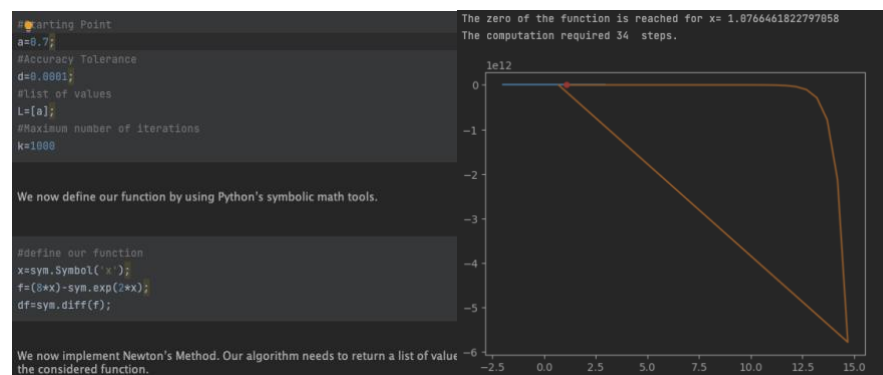 #Starting Point
a=0.7;
#Accuracy Tolerance
d=0.0001;
#list of values
L=[a];
#Maximum number of iterations
k=1000
We now define our function by using Python's symbolic math tools.
#define our function
x=sym.Symbol('x');
f=(8*x)-sym.exp(2*x);
df=sym.diff(f);
We now implement Newton's Method. Our algorithm needs to return a list of value
the considered function.
The zero of the function is reached for x= 1.0766461822797058
The computation required 34 steps.
1e12
0
−1
−2
−3
−4
−5
−6
−2.5 0.0 2.5 5.0 7.5 10.0 12.5 15.0